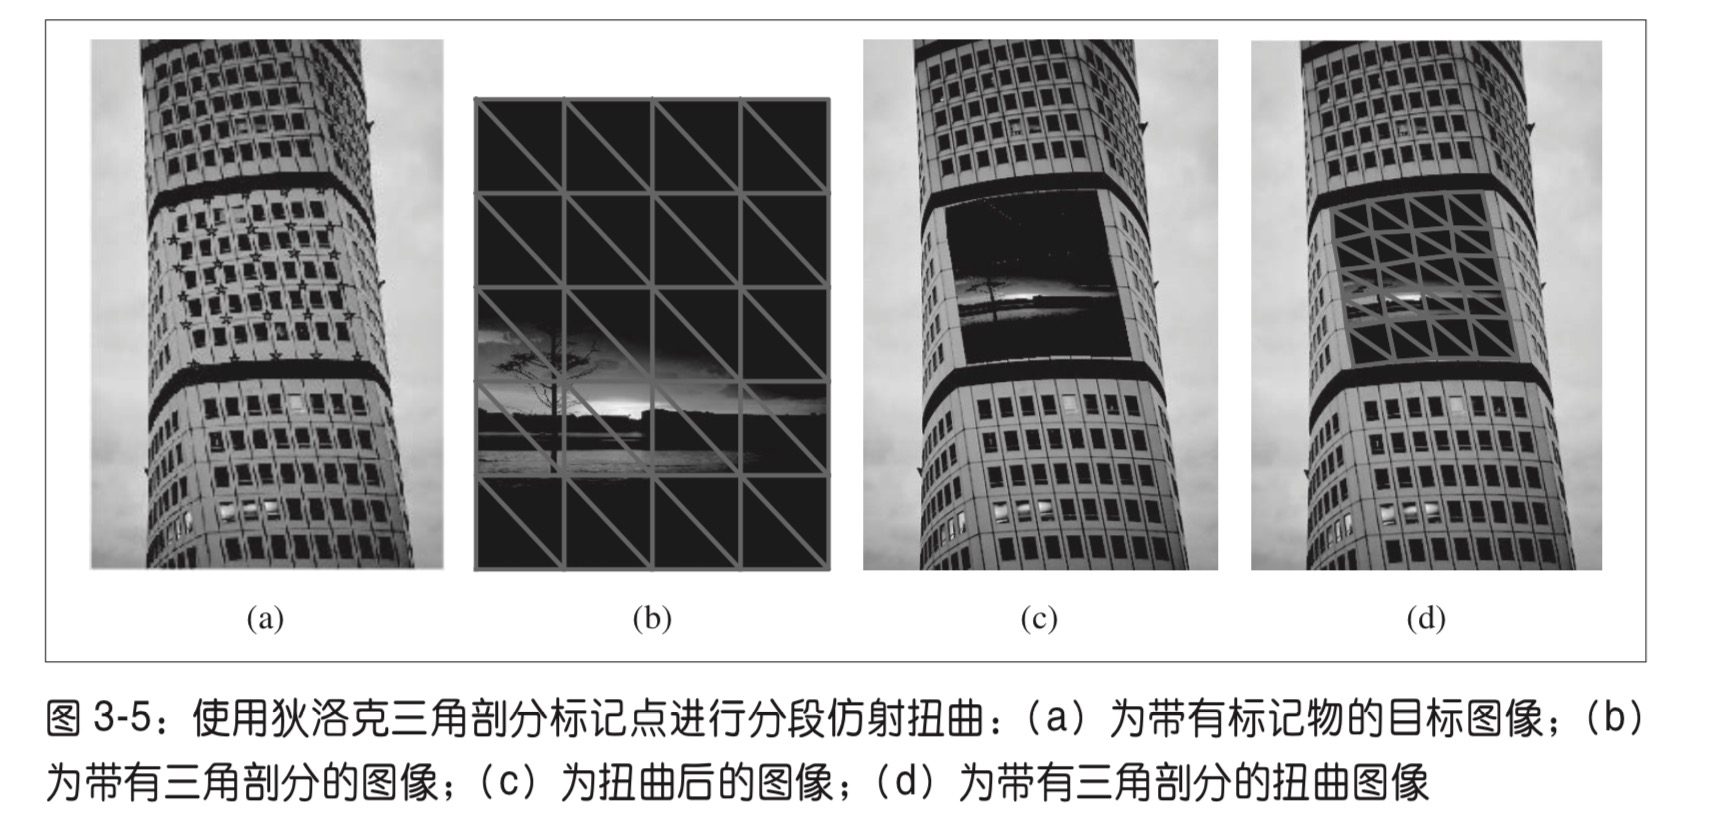 (a)
(b)
(c)
(d)
图 3-5：使用狄洛克三角剖分标记点进行分段仿射扭曲：（a）为带有标记物的目标图像；（b）
为带有三角剖分的图像；（c）为扭曲后的图像；（d）为带有三角剖分的扭曲图像